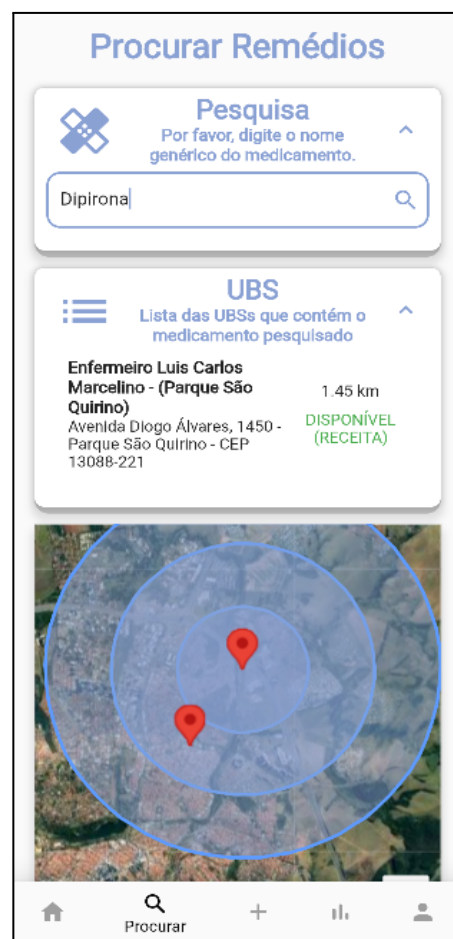 Procurar Remédios
Pesquisa
Por favor, digite o nome
genérico do medicamento.
Dipirona
UBS
Lista das UBSs que contém o
medicamento pesquisado
Enfermeiro Luis Carlos
Marcelino - (Parque São
Quirino)
Avenida Diogo Álvares, 1450 -
Parque São Quirino - CEP
13088-221
1.45 km
DISPONÍVEL
(RECEITA)
Procurar